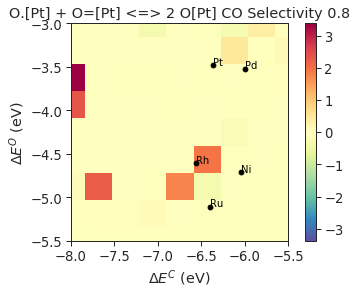 O.[Pt] + O=[Pt] <=> 2 O[Pt] CO Selectivity 0.8
−3.0
−3.5
−4.0
−4.5
−5.0
−5.5
ΔE^O (eV)
Pt
Pd
Rh
Ni
Ru
−8.0 −7.5 −7.0 −6.5 −6.0 −5.5
ΔE^C (eV)
3
2
1
0
−1
−2
−3